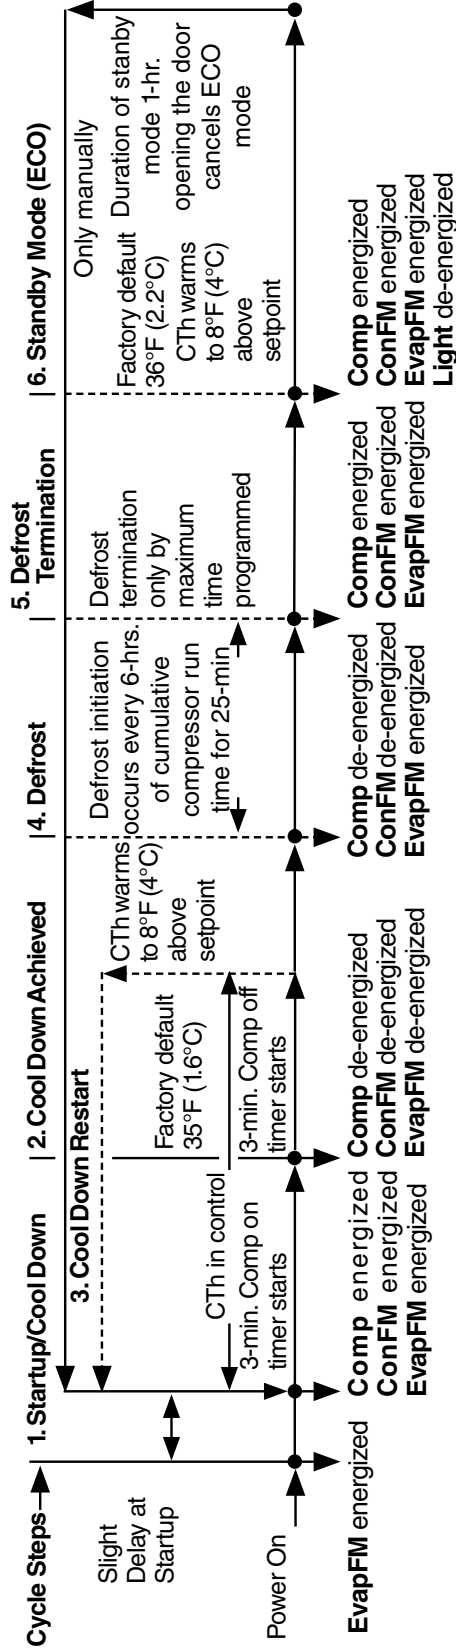 Cycle Steps
1. Startup/Cool Down
2. Cool Down Achieved
4. Defrost
5. Defrost
Termination
6. Standby Mode (ECO)
3. Cool Down Restart
Only manually
Slight
Delay at
Startup
CTh in control
3-min. Comp on
timer starts
Factory default
35°F (1.6°C)
3-min. Comp off
timer starts
CTh warms
to 8°F (4°C)
above
setpoint
Defrost initiation
occurs every 6-hrs.
of cumulative
compressor run
time for 25-min
Defrost
termination
only by
maximum
time
programmed
Factory default
36°F (2.2°C)
CTh warms
to 8°F (4°C)
above
setpoint
Duration of stanby
mode 1-hr.
opening the door
cancels ECO
mode
Power On
EvapFM energized
Comp energized
ConFM energized
EvapFM energized
Comp de-energized
ConFM de-energized
EvapFM de-energized
Comp de-energized
ConFM de-energized
EvapFM energized
Comp energized
ConFM energized
EvapFM energized
Comp energized
ConFM energized
EvapFM energized
Light de-energized